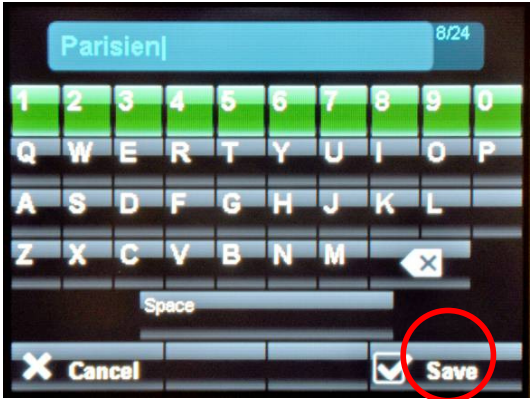 Parisien
8/24
1 2 3 4 5 6 7 8 9 0
Q W E R T Y U I O P
A S D F G H J K L
Z X C V B N M
Space
Cancel Save